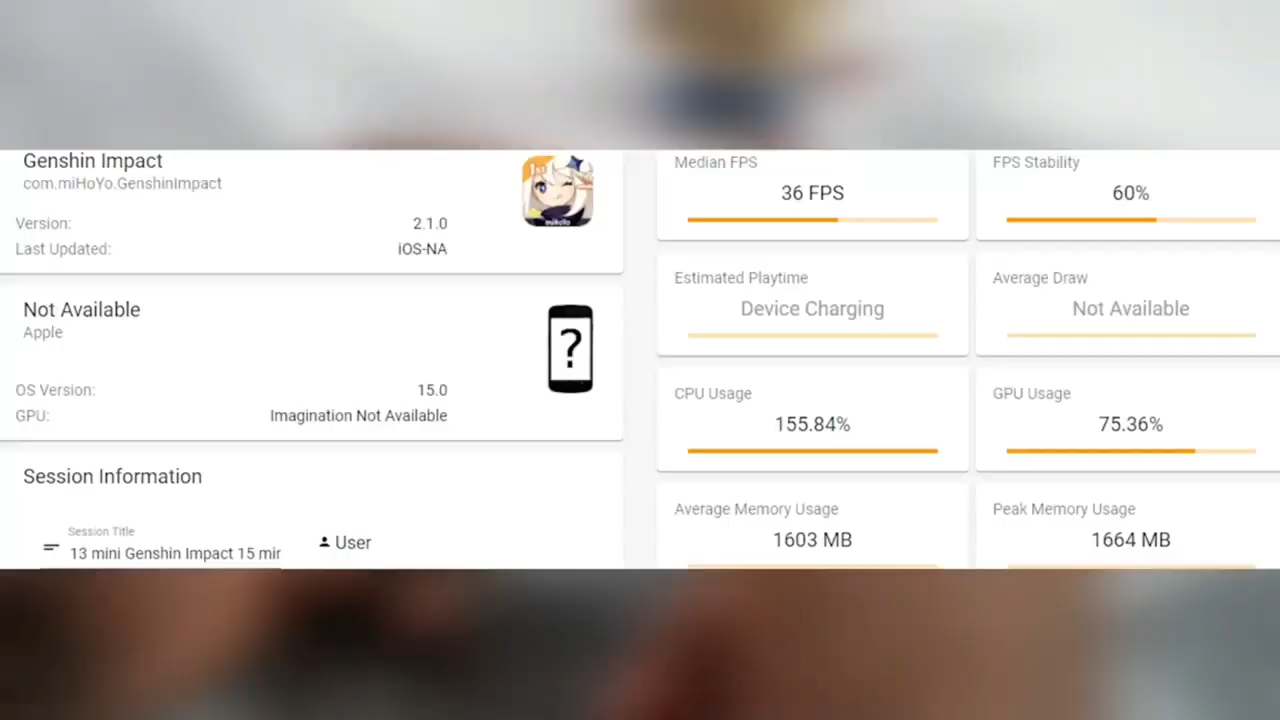 Genshin Impact
com.miHoYo.GenshinImpact
Version: 2.1.0
Last Updated: iOS-NA
Not Available
Apple
OS Version: 15.0
GPU: Imagination Not Available
Session Information
Session Title
13 mini Genshin Impact 15 mir
User
Median FPS
36 FPS
FPS Stability
60%
Estimated Playtime
Device Charging
Average Draw
Not Available
CPU Usage
155.84%
GPU Usage
75.36%
Average Memory Usage
1603 MB
Peak Memory Usage
1664 MB